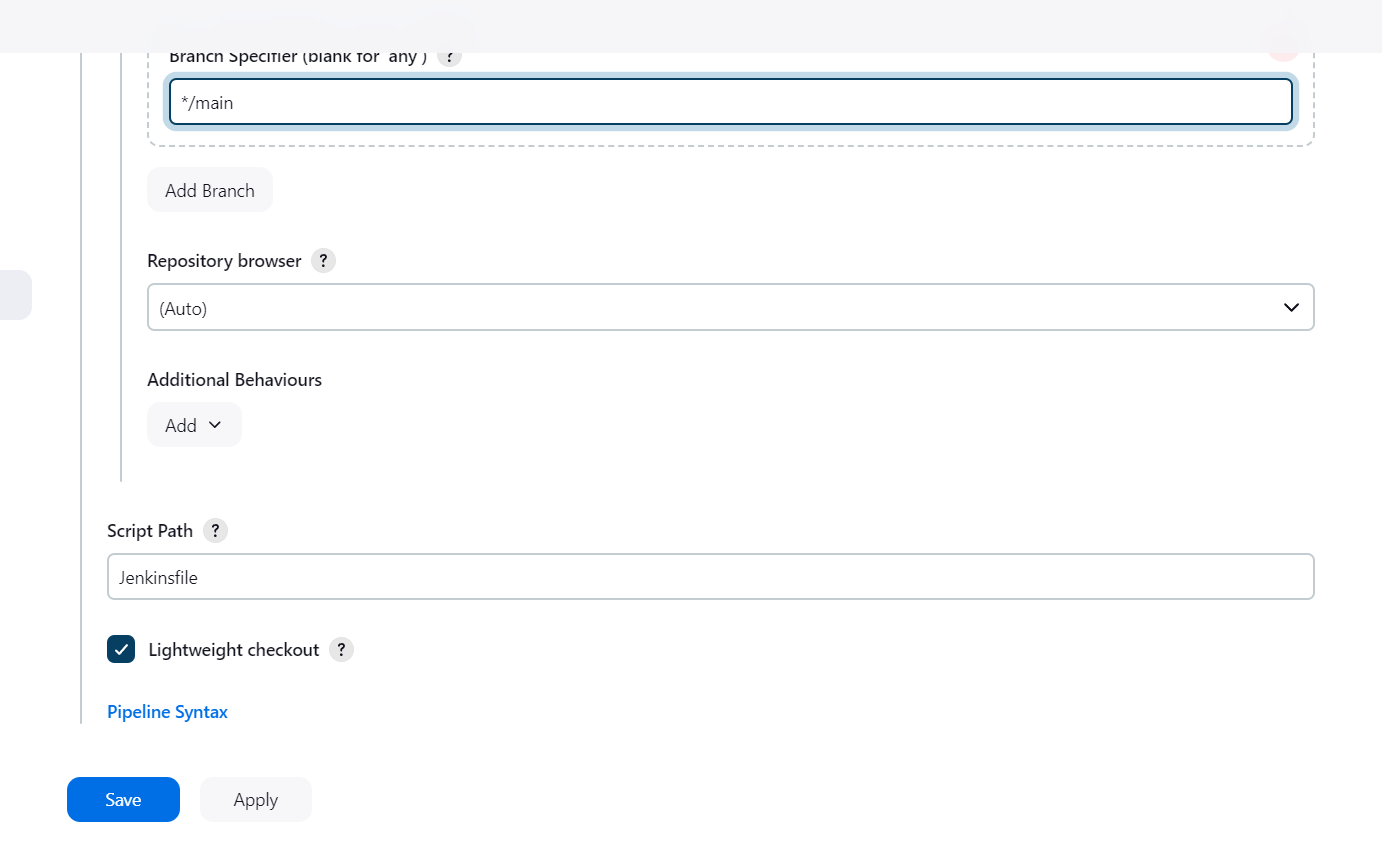 Branch Specifier (blank for 'any') ?
*/main
Add Branch
Repository browser ?
(Auto)
Additional Behaviours
Add
Script Path ?
Jenkinsfile
Lightweight checkout ?
Pipeline Syntax
Save Apply